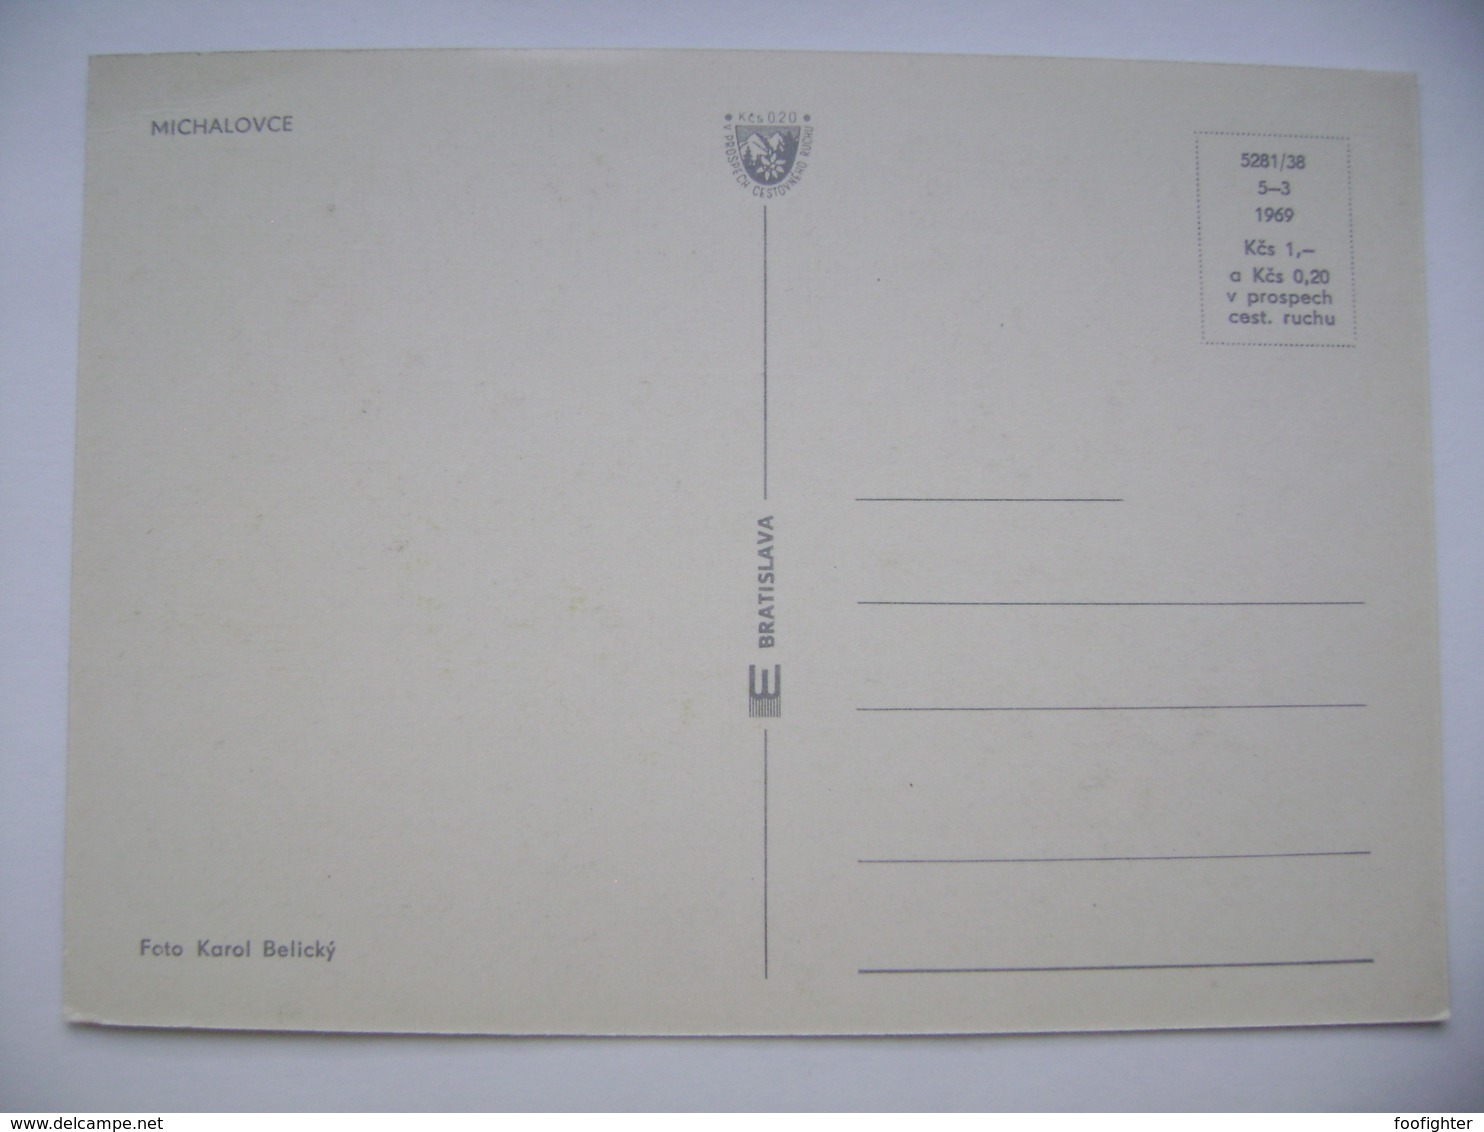 MICHALOVCE
• Kčs 0.20 •
V PROSPECH CESTOVNÉHO RUCHU
5281/38
5—3
1969
Kčs 1,—
a Kčs 0,20
v prospech
cest. ruchu
BRATISLAVA
Foto Karol Belický
www.delcampe.net
foofighter